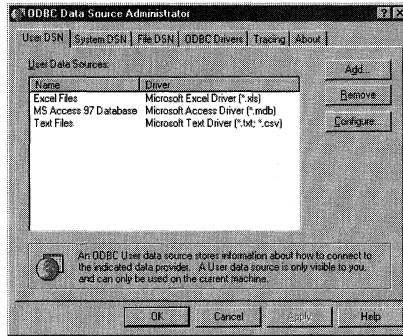 ODBC Data Source Administrator
User DSN System DSN File DSN ODBC Drivers Tracing About
User Data Sources:
Name Driver
Excel Files Microsoft Excel Driver (*.xls)
MS Access 97 Database Microsoft Access Driver (*.mdb)
Text Files Microsoft Text Driver (*.txt; *.csv)
Add...
Remove
Configure...
An ODBC User data source stores information about how to connect to
the indicated data provider. A User data source is only visible to you,
and can only be used on the current machine.
OK Cancel Apply Help